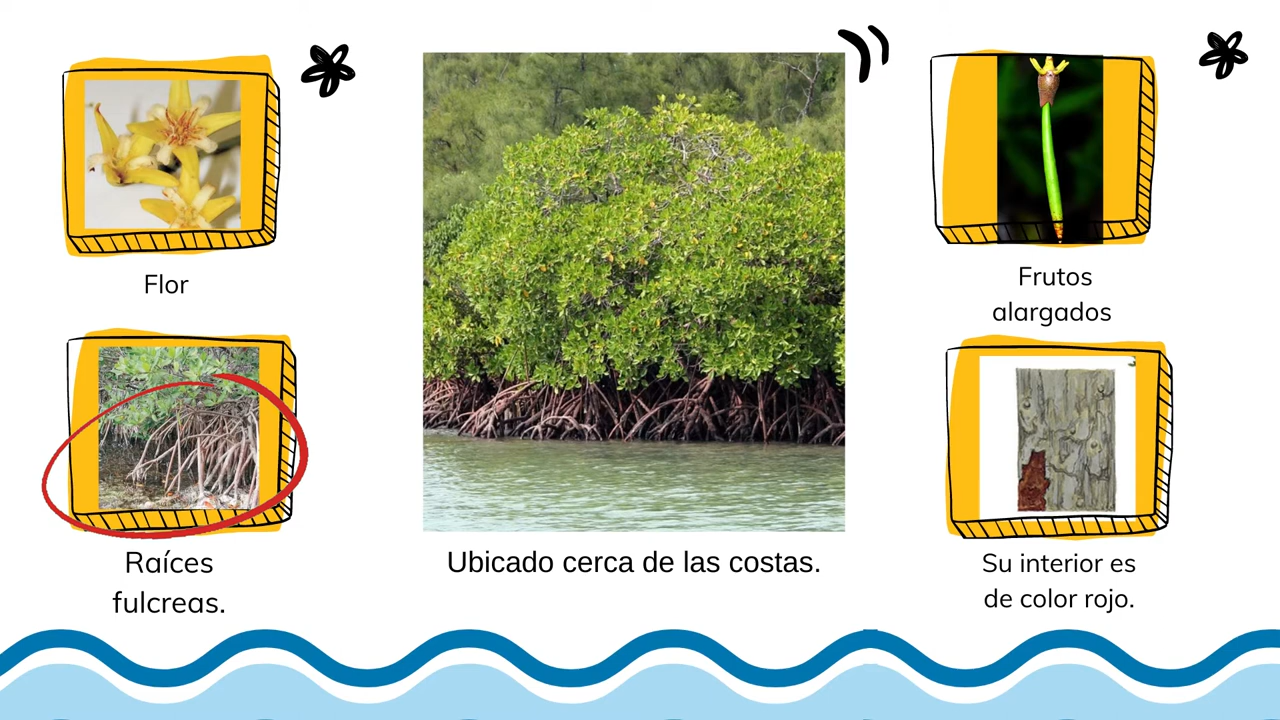 Flor
Raíces
fulcreas.
Ubicado cerca de las costas.
Frutos
alargados
Su interior es
de color rojo.